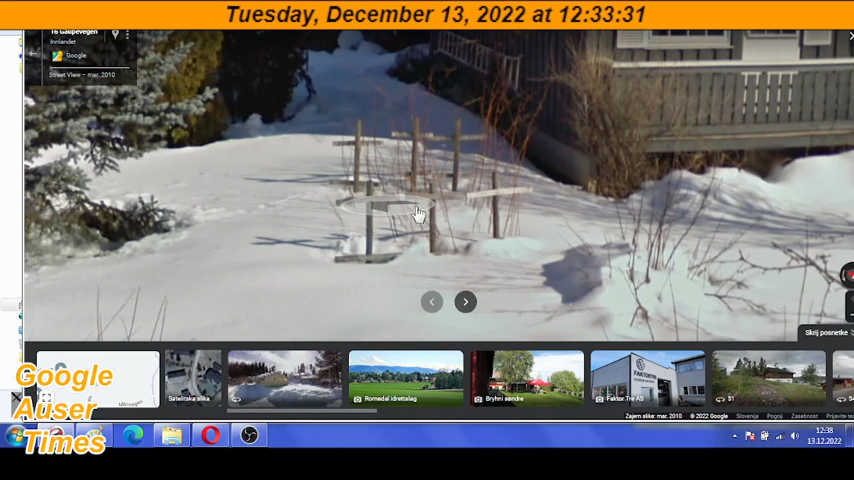 Tuesday, December 13, 2022 at 12:33:31
16 Gaupevegen
Innlandet
Google
Street View – mar. 2010
Skrij posnetke
Satelitska slika
Romedal idrettslag
Bryhni søndre
Faktor Tre AS
51
Google
Auser
Times
Zajem slike: mar. 2010 © 2022 Google Slovenija Pogoji Zasebnost Prijavite
12:38
13.12.2022